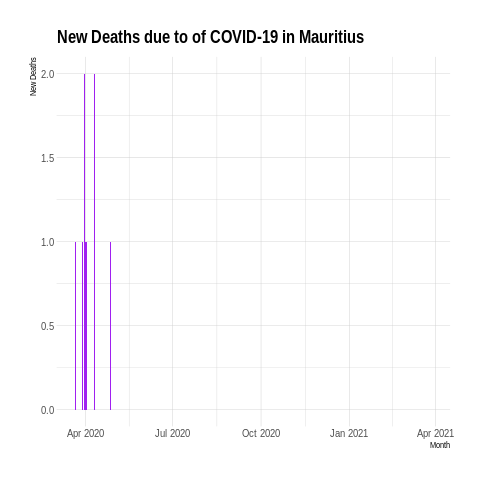 New Deaths due to of COVID-19 in Mauritius
New Deaths
2.0
1.5
1.0
0.5
0.0
Apr 2020 Jul 2020 Oct 2020 Jan 2021 Apr 2021
Month